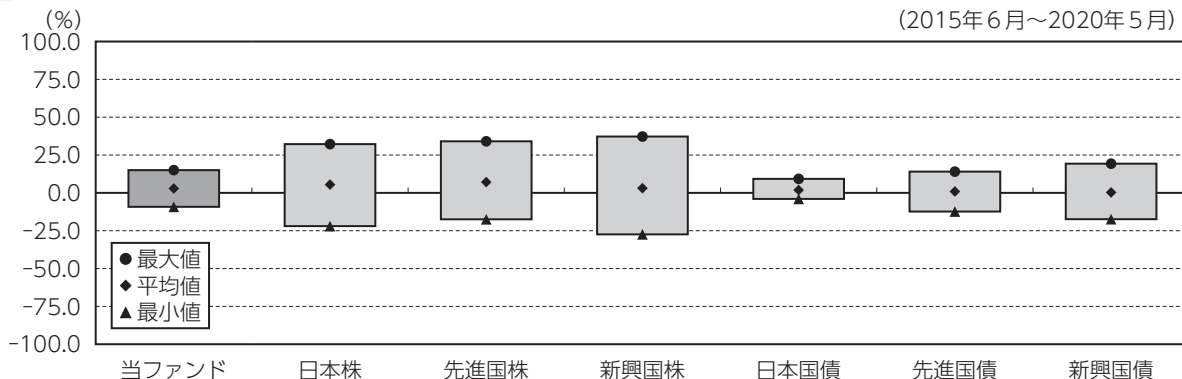 (%)
(2015年6月～2020年5月)
100.0
75.0
50.0
25.0
0.0
-25.0
-50.0
-75.0
-100.0
●最大値
◆平均値
▲最小値
当ファンド 日本株 先進国株 新興国株 日本国債 先進国債 新興国債